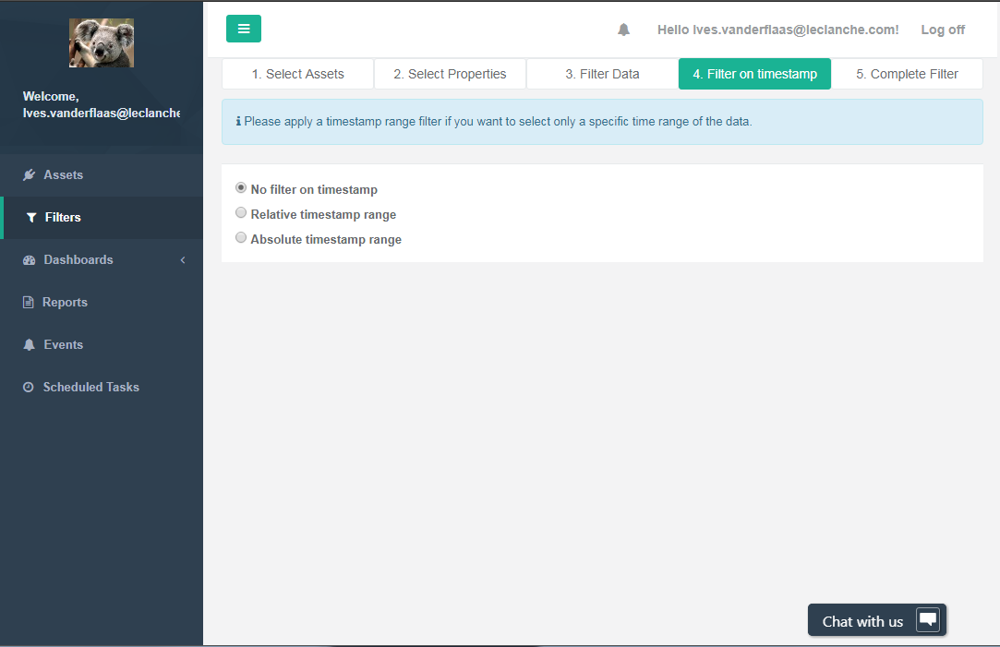 Hello Ives.vanderflaas@leclanche.com!
Log off
Welcome,
Ives.vanderflaas@leclanche
Assets
Filters
Dashboards
Reports
Events
Scheduled Tasks
1. Select Assets
2. Select Properties
3. Filter Data
4. Filter on timestamp
5. Complete Filter
Please apply a timestamp range filter if you want to select only a specific time range of the data.
No filter on timestamp
Relative timestamp range
Absolute timestamp range
Chat with us